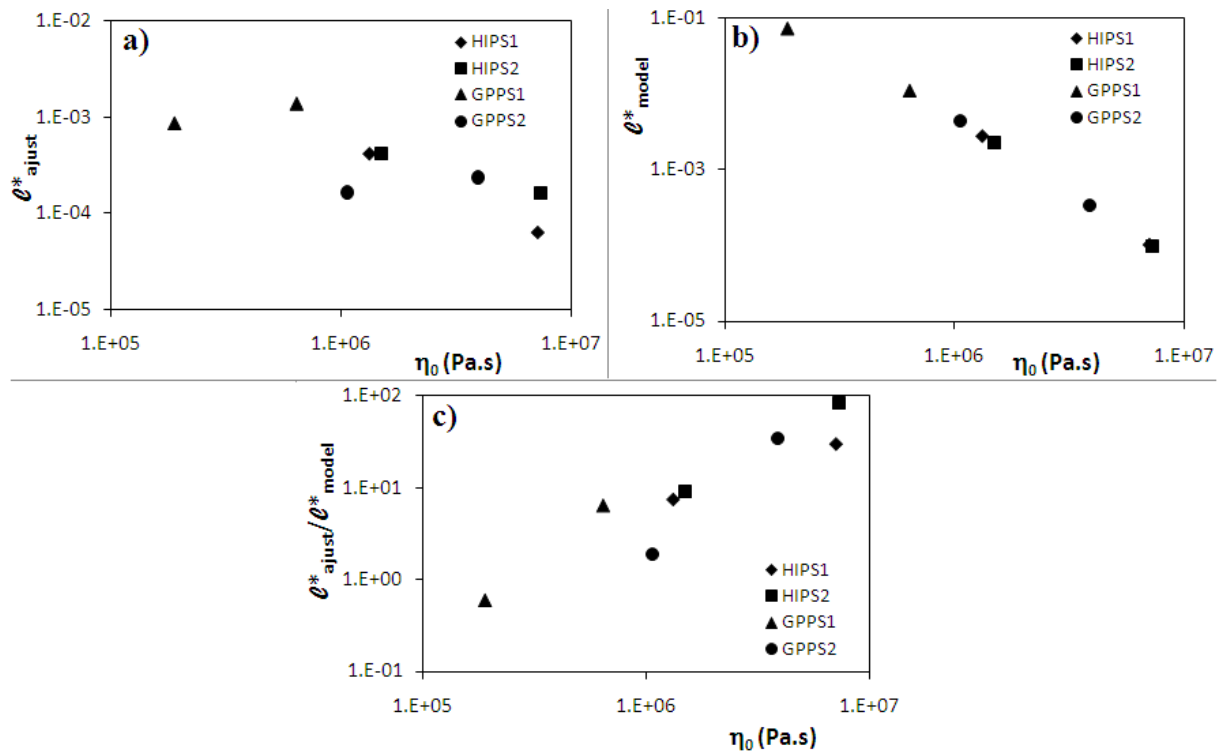 a)
1.E-02
1.E-03
1.E-04
1.E-05
ℓ*ajust
HIPS1
HIPS2
GPPS1
GPPS2
1.E+05
1.E+06
1.E+07
η0 (Pa.s)
b)
1.E-01
1.E-03
1.E-05
ℓ*model
HIPS1
HIPS2
GPPS1
GPPS2
1.E+05
1.E+06
1.E+07
η0 (Pa.s)
c)
1.E+02
1.E+01
1.E+00
1.E-01
ℓ*ajust/ℓ*model
HIPS1
HIPS2
GPPS1
GPPS2
1.E+05
1.E+06
1.E+07
η0 (Pa.s)